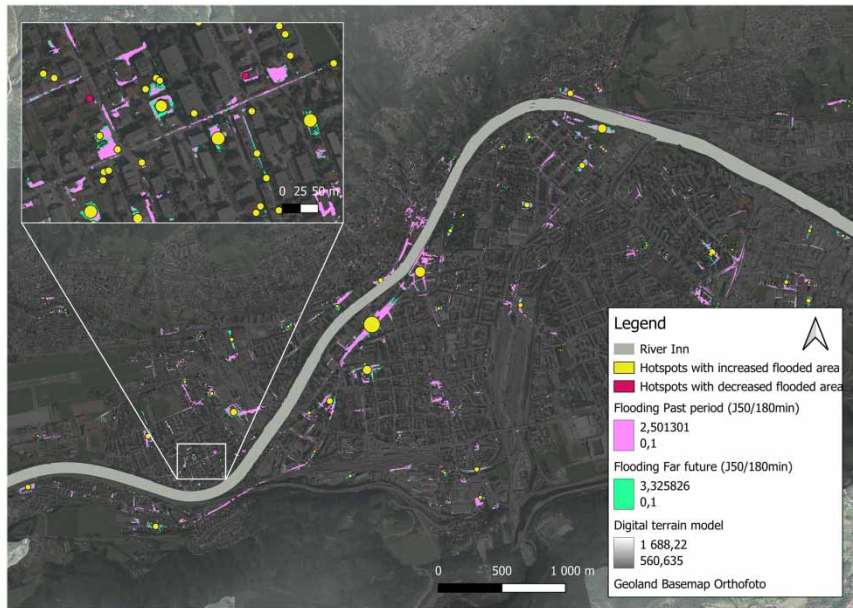 0 25 50 m
Legend
River Inn
Hotspots with increased flooded area
Hotspots with decreased flooded area
Flooding Past period (J50/180min)
2,501301
0,1
Flooding Far future (J50/180min)
3,325826
0,1
Digital terrain model
1 688,22
560,635
Geoland Basemap Orthofoto
0 500 1 000 m